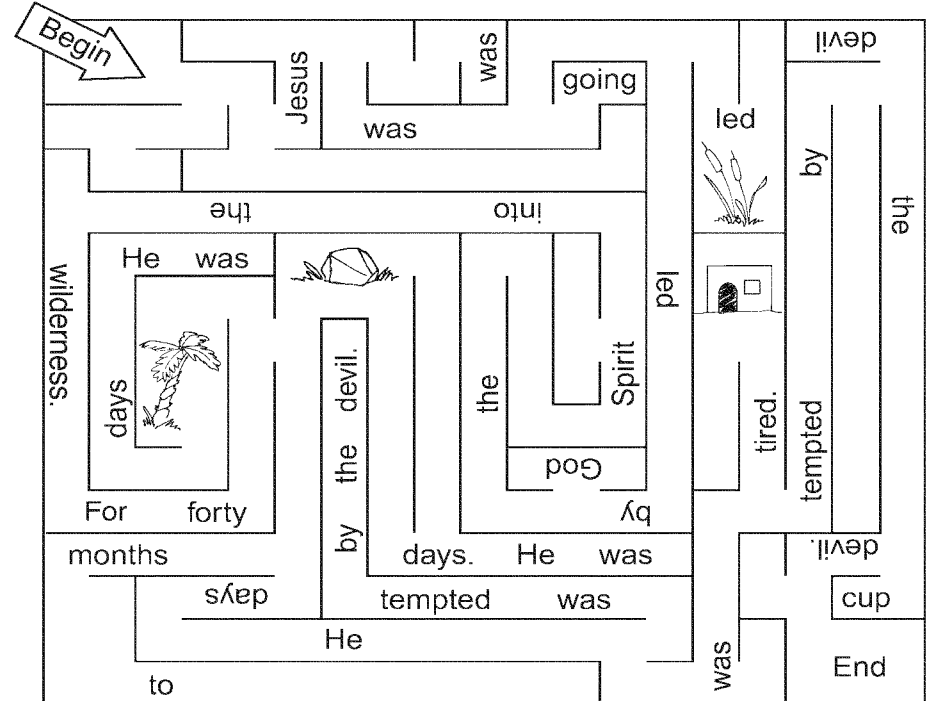 Begin
Jesus
was
devil
going
was
led
by
the
the
into
He was
wilderness.
led
days
by the devil.
the
Spirit
tired.
tempted
God
For forty
by
months
days. He was
devil.
days
tempted was
cup
He
was
End
to